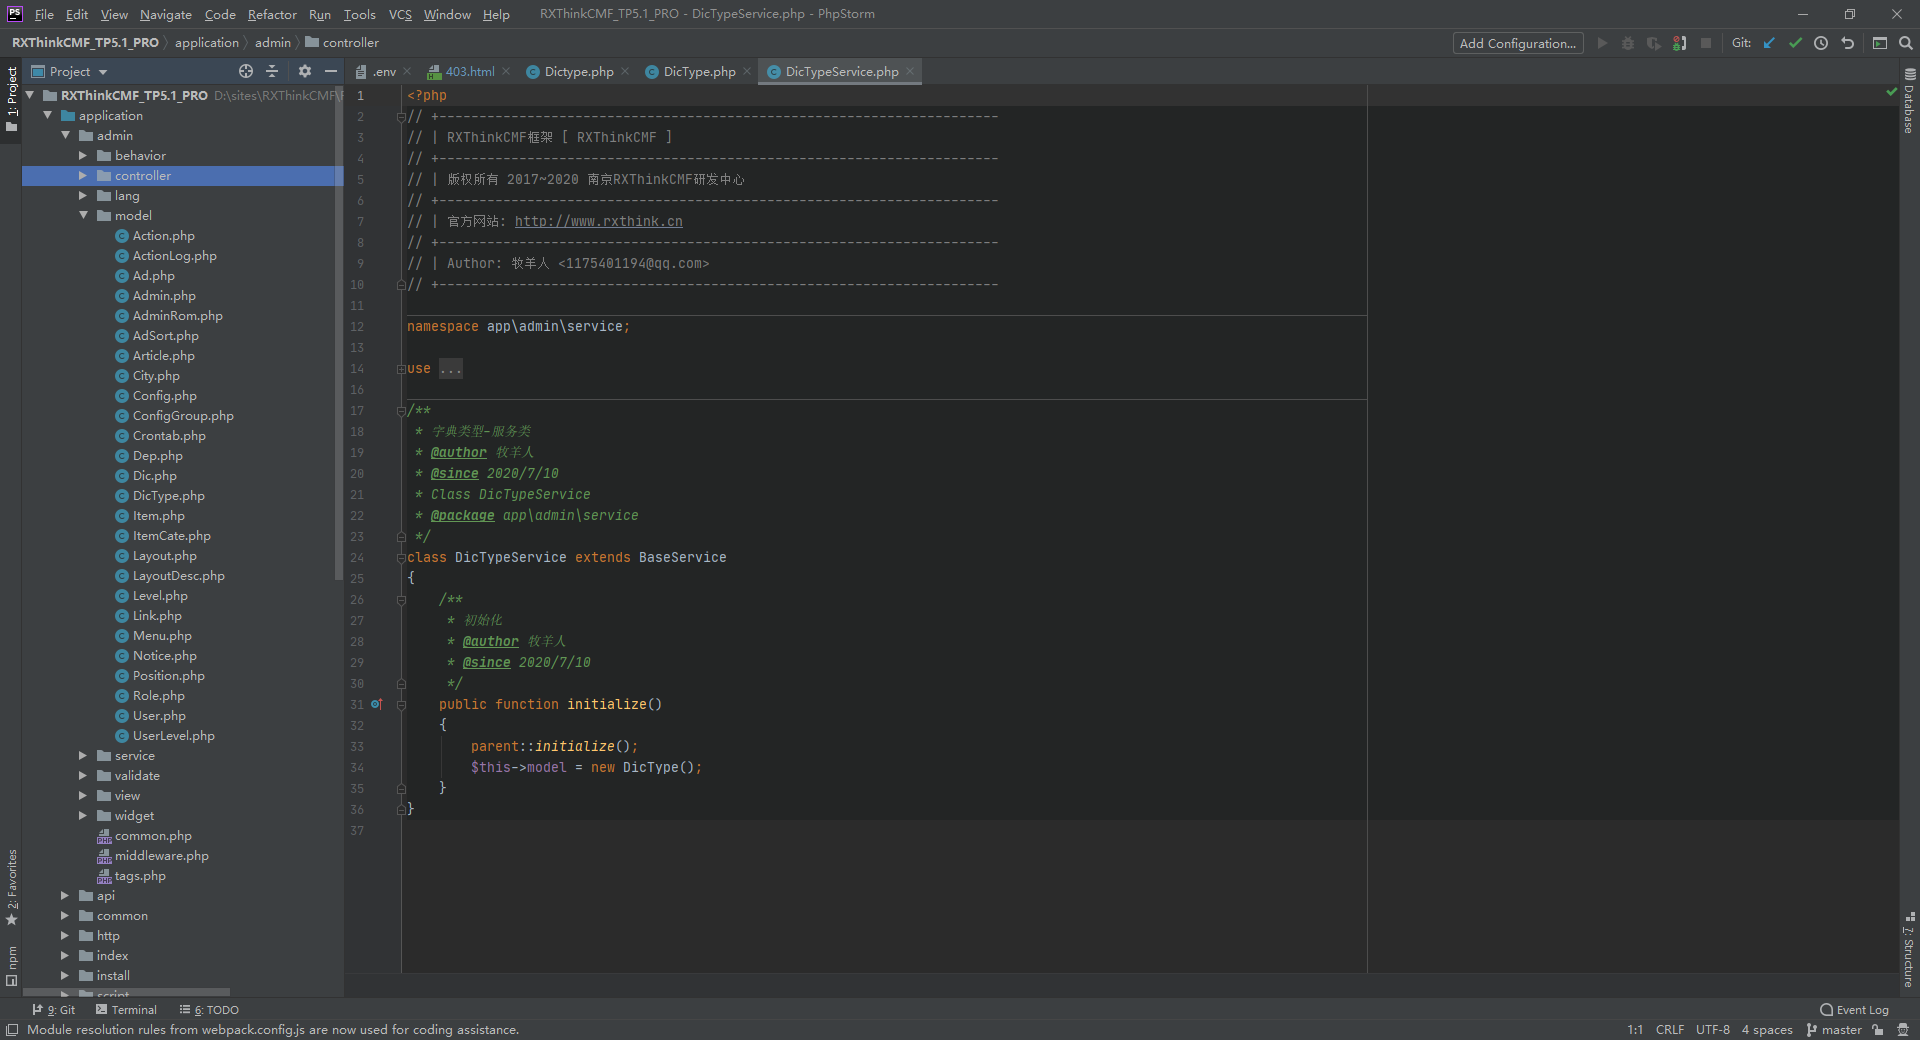 File Edit View Navigate Code Refactor Run Tools VCS Window Help RXThinkCMF_TP5.1_PRO - DicTypeService.php - PhpStorm
RXThinkCMF_TP5.1_PRO application admin controller Add Configuration... Git:
Project
.env 403.html Dictype.php DicType.php DicTypeService.php
1: Project
2: Favorites
npm
RXThinkCMF_TP5.1_PRO D:\sites\RXThinkCMF\
application
admin
behavior
controller
lang
model
Action.php
ActionLog.php
Ad.php
Admin.php
AdminRom.php
AdSort.php
Article.php
City.php
Config.php
ConfigGroup.php
Crontab.php
Dep.php
Dic.php
DicType.php
Item.php
ItemCate.php
Layout.php
LayoutDesc.php
Level.php
Link.php
Menu.php
Notice.php
Position.php
Role.php
User.php
UserLevel.php
service
validate
view
widget
common.php
middleware.php
tags.php
api
common
http
index
install
script
1 <?php
2 // +----------------------------------------------------------------------
3 // | RXThinkCMF框架 [ RXThinkCMF ]
4 // +----------------------------------------------------------------------
5 // | 版权所有 2017~2020 南京RXThinkCMF研发中心
6 // +----------------------------------------------------------------------
7 // | 官方网站: http://www.rxthink.cn
8 // +----------------------------------------------------------------------
9 // | Author: 牧羊人 <1175401194@qq.com>
10 // +----------------------------------------------------------------------
11
12 namespace app\admin\service;
13
14 use ...
16
17 /**
18 * 字典类型-服务类
19 * @author 牧羊人
20 * @since 2020/7/10
21 * Class DicTypeService
22 * @package app\admin\service
23 */
24 class DicTypeService extends BaseService
25 {
26 /**
27 * 初始化
28 * @author 牧羊人
29 * @since 2020/7/10
30 */
31 public function initialize()
32 {
33 parent::initialize();
34 $this->model = new DicType();
35 }
36 }
37
Database
7: Structure
9: Git Terminal 6: TODO Event Log
Module resolution rules from webpack.config.js are now used for coding assistance. 1:1 CRLF UTF-8 4 spaces master